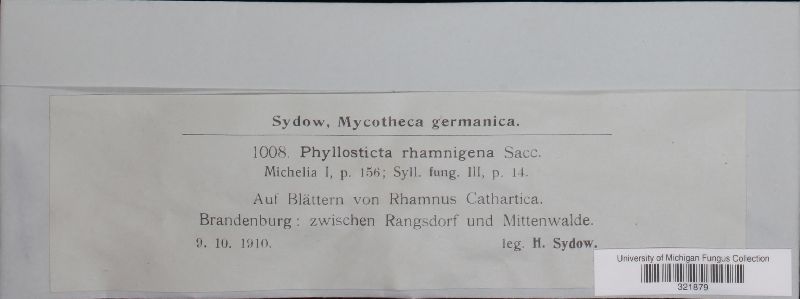 Sydow, Mycotheca germanica.
1008. Phyllosticta rhamnigena Sacc.
Michelia I, p. 156; Syll. fung. III, p. 14.
Auf Blättern von Rhamnus Cathartica.
Brandenburg: zwischen Rangsdorf und Mittenwalde.
9. 10. 1910. leg. H. Sydow.
University of Michigan Fungus Collection
321879